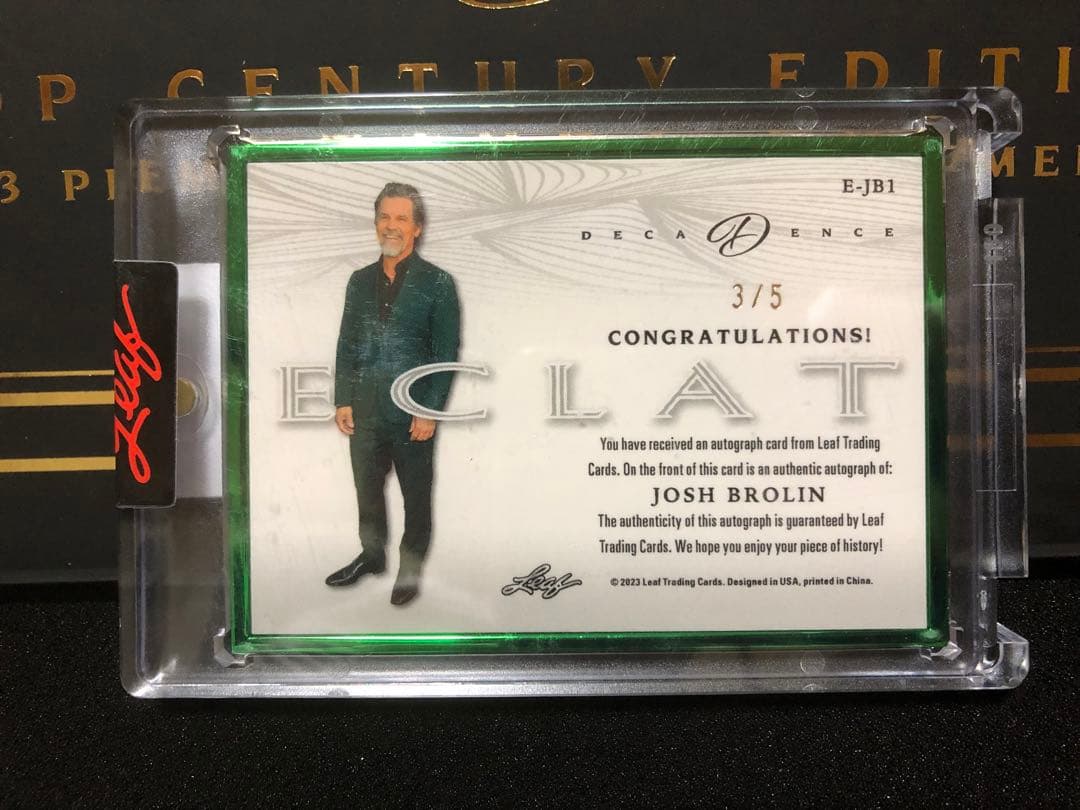 OP CENTURY EDITI
3 P
ME
E-JB1
DECADENCE
3/5
CONGRATULATIONS!
ECLAT
You have received an autograph card from Leaf Trading
Cards. On the front of this card is an authentic autograph of:
JOSH BROLIN
The authenticity of this autograph is guaranteed by Leaf
Trading Cards. We hope you enjoy your piece of history!
Leaf
© 2023 Leaf Trading Cards. Designed in USA, printed in China.
Leaf